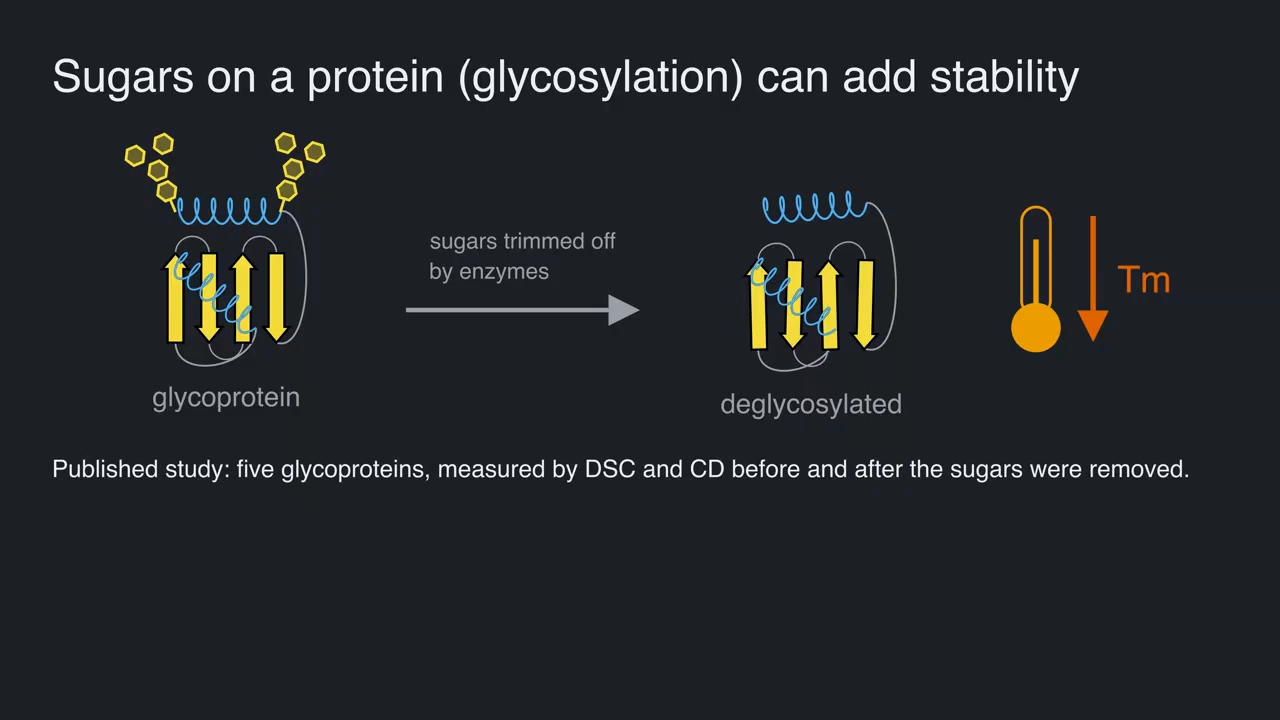 Sugars on a protein (glycosylation) can add stability
sugars trimmed off
by enzymes
Tm
glycoprotein
deglycosylated
Published study: five glycoproteins, measured by DSC and CD before and after the sugars were removed.